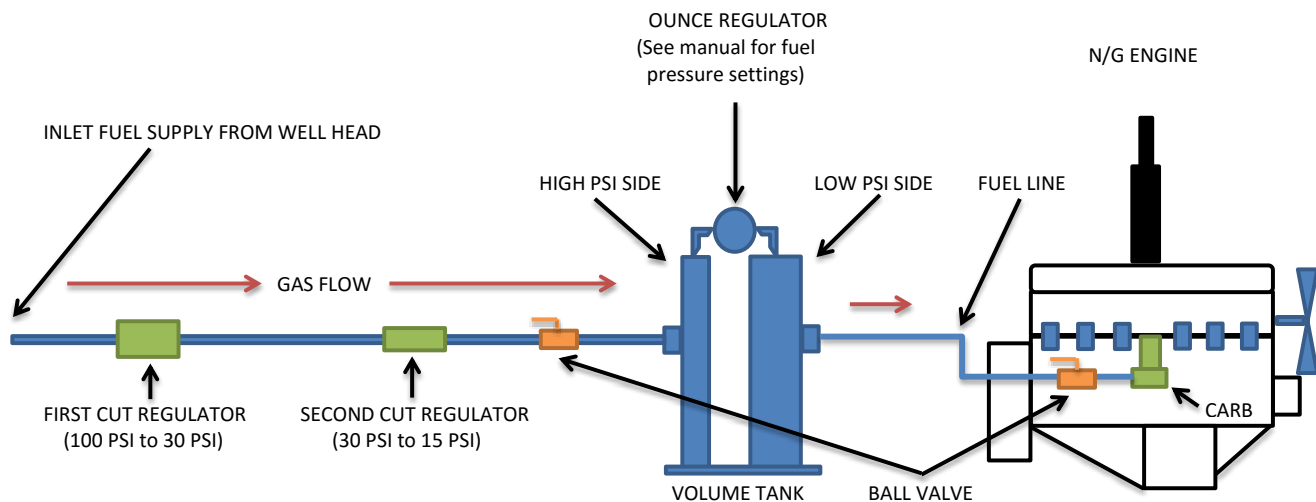 OUNCE REGULATOR
(See manual for fuel
pressure settings)
N/G ENGINE
INLET FUEL SUPPLY FROM WELL HEAD
HIGH PSI SIDE
LOW PSI SIDE
FUEL LINE
GAS FLOW
FIRST CUT REGULATOR
(100 PSI to 30 PSI)
SECOND CUT REGULATOR
(30 PSI to 15 PSI)
CARB
VOLUME TANK
BALL VALVE